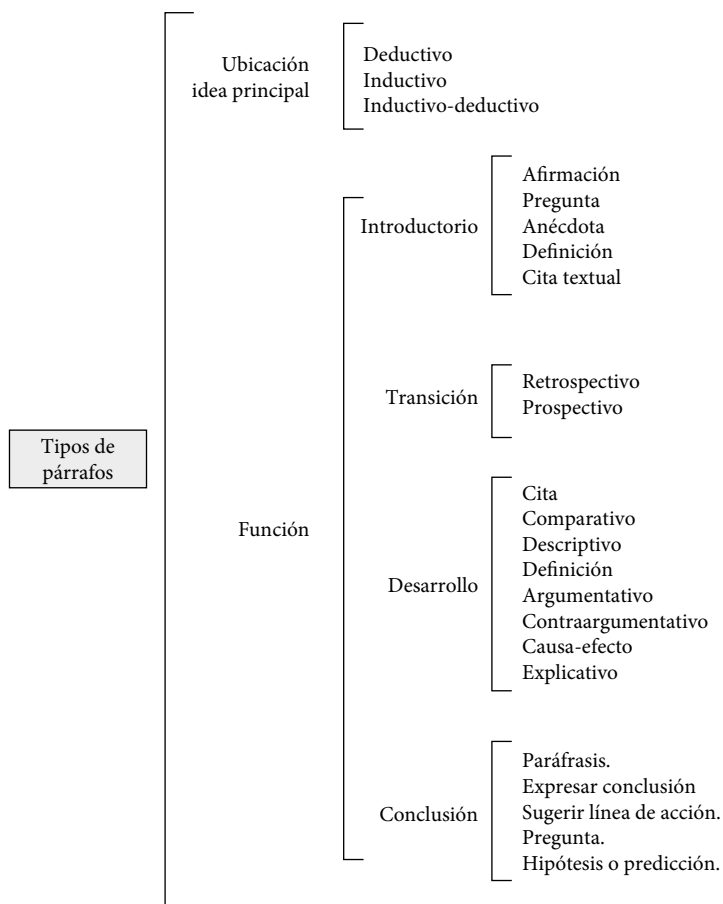 Tipos de
párrafos
Ubicación
idea principal
Deductivo
Inductivo
Inductivo-deductivo
Función
Introductorio
Afirmación
Pregunta
Anécdota
Definición
Cita textual
Transición
Retrospectivo
Prospectivo
Desarrollo
Cita
Comparativo
Descriptivo
Definición
Argumentativo
Contraargumentativo
Causa-efecto
Explicativo
Conclusión
Paráfrasis.
Expresar conclusión
Sugerir línea de acción.
Pregunta.
Hipótesis o predicción.